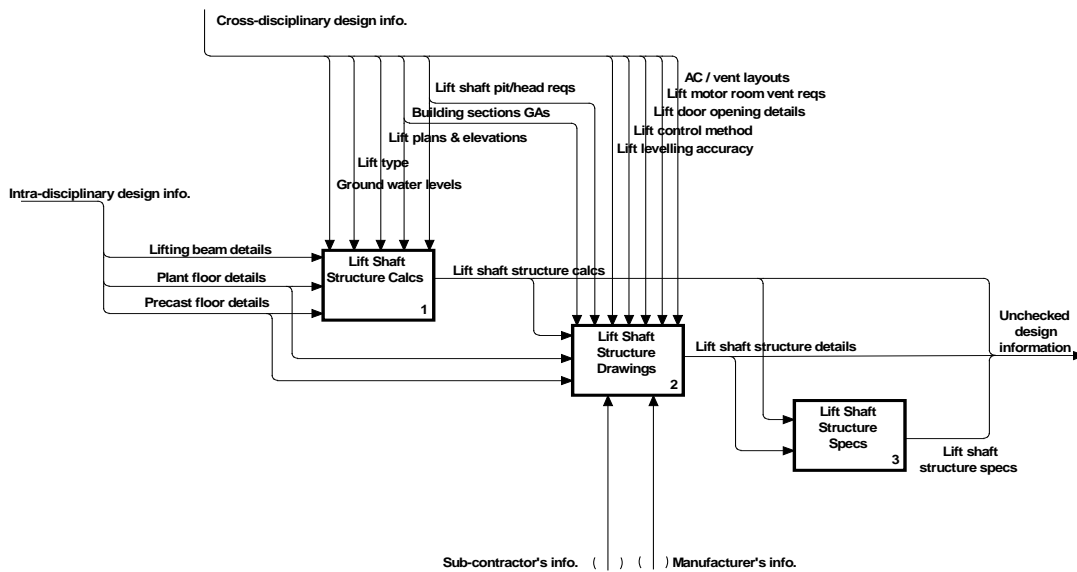 Cross-disciplinary design info.
AC / vent layouts
Lift shaft pit/head reqs
Lift motor room vent reqs
Building sections GAs
Lift door opening details
Lift plans & elevations
Lift control method
Lift levelling accuracy
Lift type
Ground water levels
Intra-disciplinary design info.
Lifting beam details
Plant floor details
Precast floor details
Lift Shaft
Structure Calcs
1
Lift shaft structure calcs
Lift Shaft
Structure
Drawings
2
Lift shaft structure details
Unchecked
design
information
Lift Shaft
Structure
Specs
3
Lift shaft
structure specs
Sub-contractor's info. ( )
( ) Manufacturer's info.